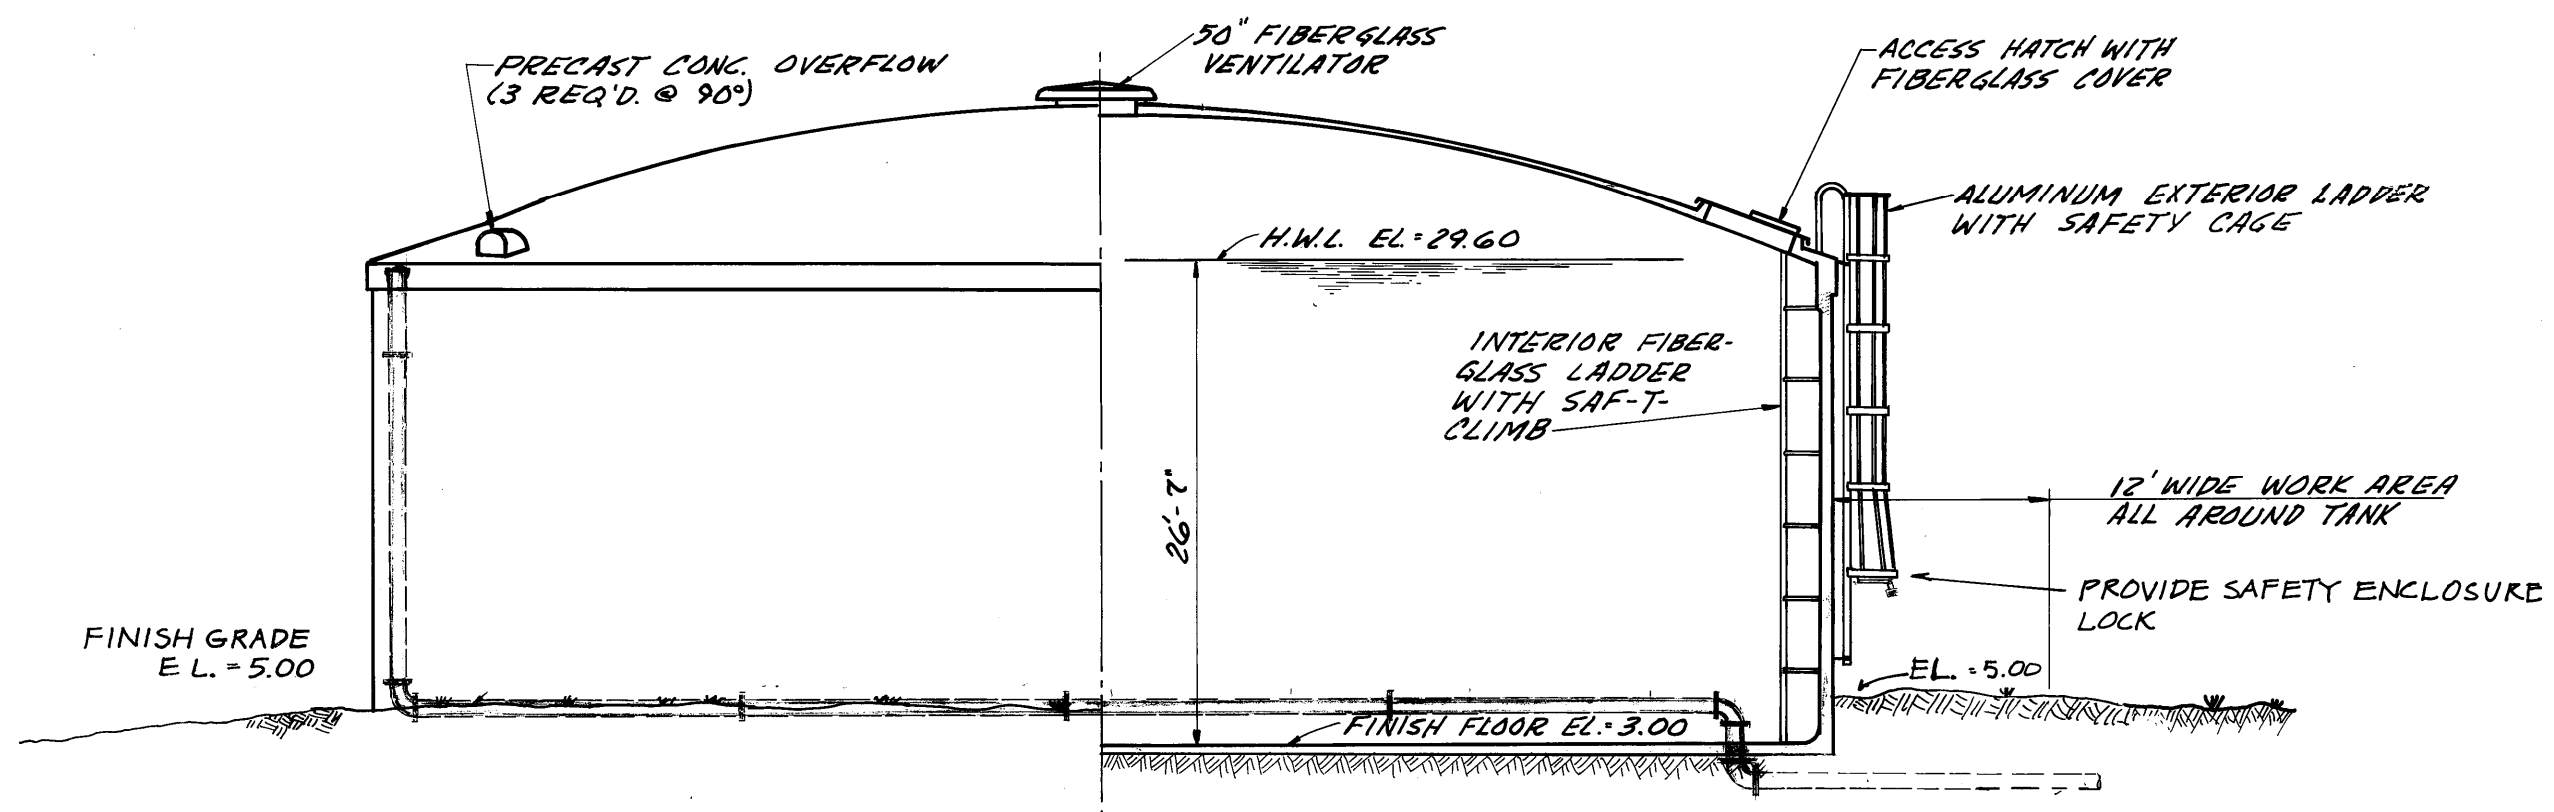 50" FIBERGLASS
VENTILATOR
PRECAST CONC. OVERFLOW
(3 REQ'D. @ 90°)
ACCESS HATCH WITH
FIBERGLASS COVER
ALUMINUM EXTERIOR LADDER
WITH SAFETY CAGE
H.W.L. EL.=29.60
INTERIOR FIBER-
GLASS LADDER
WITH SAF-T-
CLIMB
26'-7"
12' WIDE WORK AREA
ALL AROUND TANK
PROVIDE SAFETY ENCLOSURE
LOCK
FINISH GRADE
EL.=5.00
EL.=5.00
FINISH FLOOR EL.=3.00